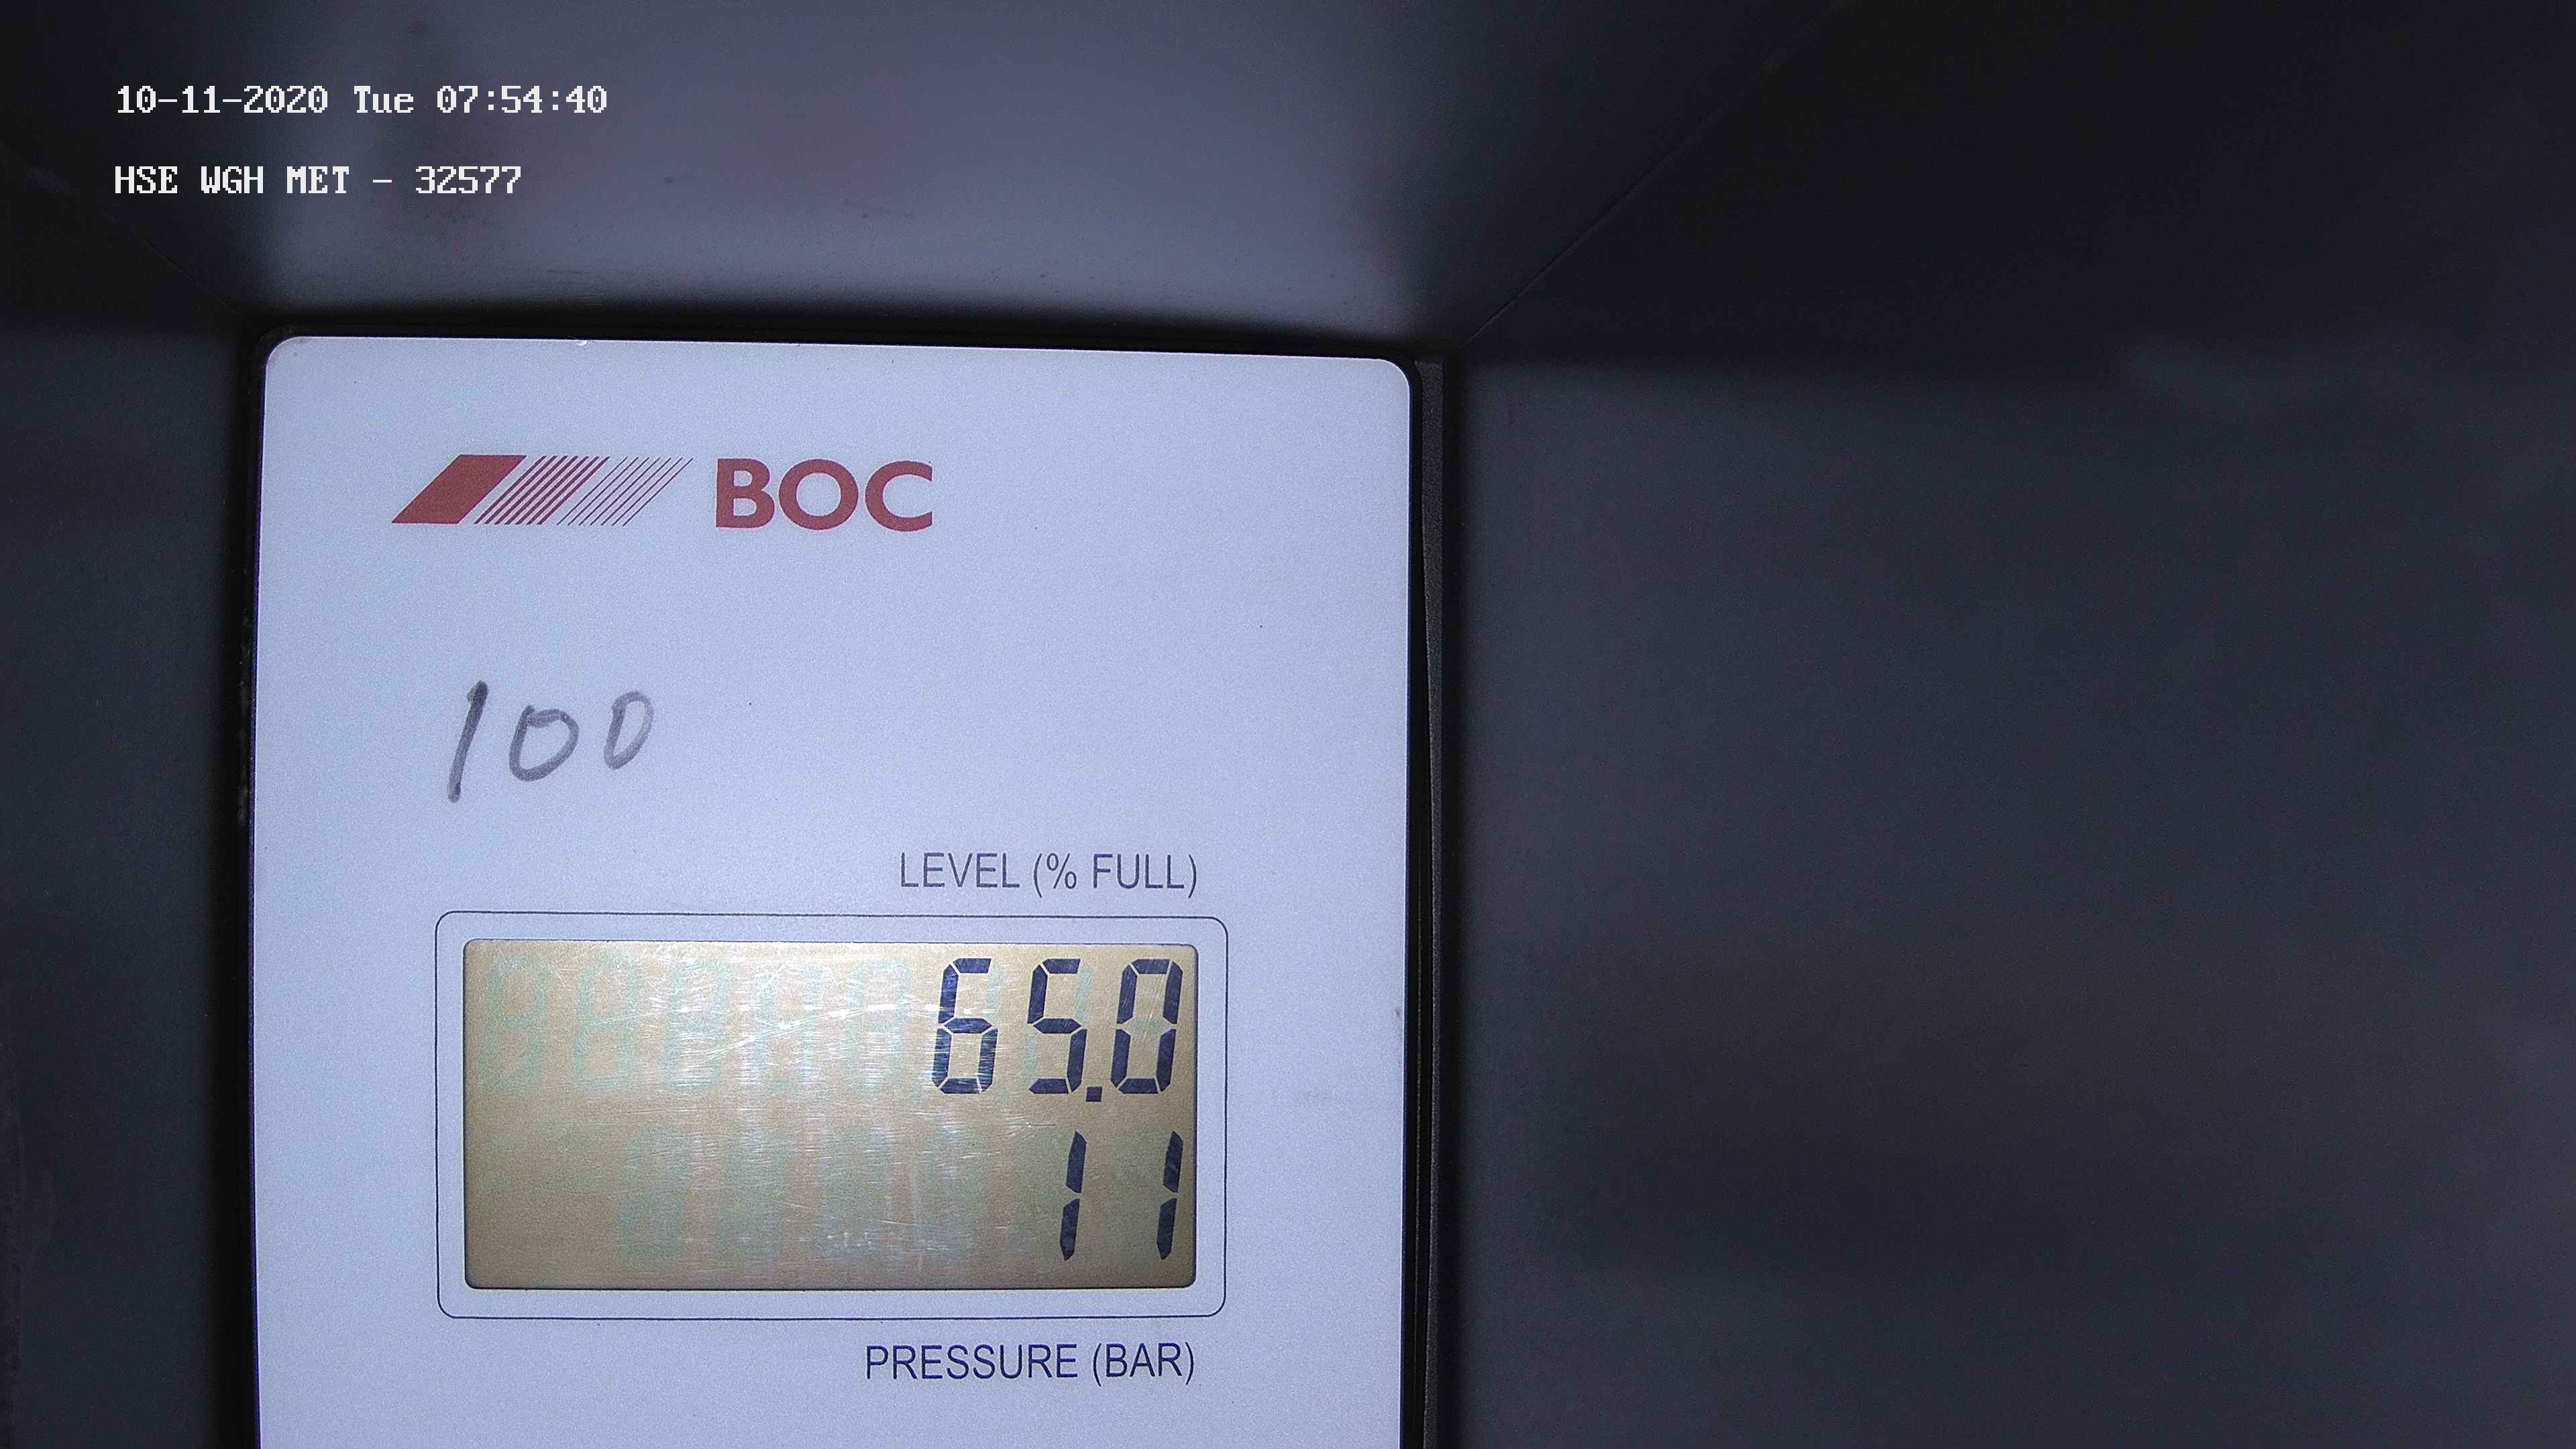 10-11-2020 Tue 07:54:40
HSE WGH MET - 32577
BOC
100
LEVEL (% FULL)
65.0
11
PRESSURE (BAR)